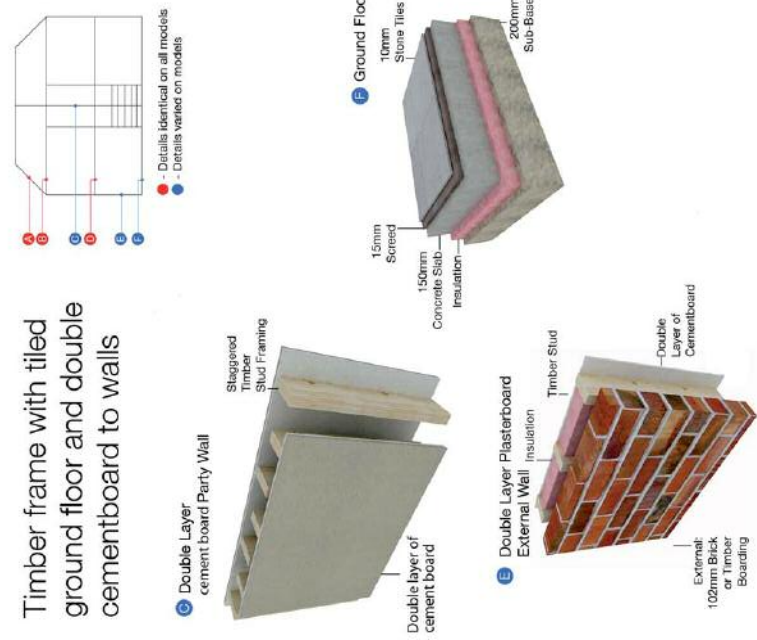 Timber frame with tiled
ground floor and double
cementboard to walls
A
B
C
D
E
F
- Details identical on all models
- Details varied on models
C Double Layer
cement board Party Wall
Staggered
Timber
Stud Framing
Double layer of
cement board
F Ground Floo
10mm
Stone Tiles
15mm
Screed
150mm
Concrete Slab
Insulation
200mm
Sub-Base
E Double Layer Plasterboard
External Wall
Insulation
Timber Stud
Double
Layer of
Cementboard
External:
102mm Brick
or Timber
Boarding